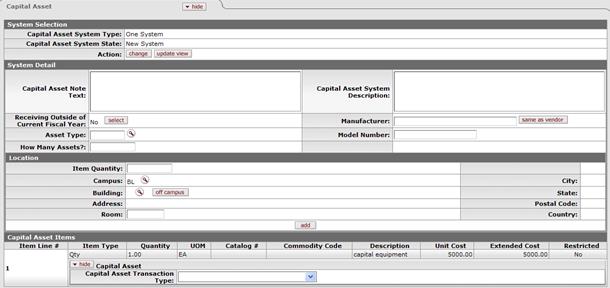 Capital Asset
hide
System Selection
Capital Asset System Type: One System
Capital Asset System State: New System
Action: change update view
System Detail
Capital Asset Note Text:
Capital Asset System Description:
Receiving Outside of Current Fiscal Year: No select
Manufacturer: same as vendor
Asset Type:
Model Number:
How Many Assets?:
Location
Item Quantity:
Campus: BL
City:
Building: off campus
State:
Address:
Postal Code:
Room:
Country:
add
Capital Asset Items
Item Line # Item Type Quantity UOM Catalog # Commodity Code Description Unit Cost Extended Cost Restricted
1 Qty 1.00 EA capital equipment 5000.00 5000.00 No
hide Capital Asset
Capital Asset Transaction Type: